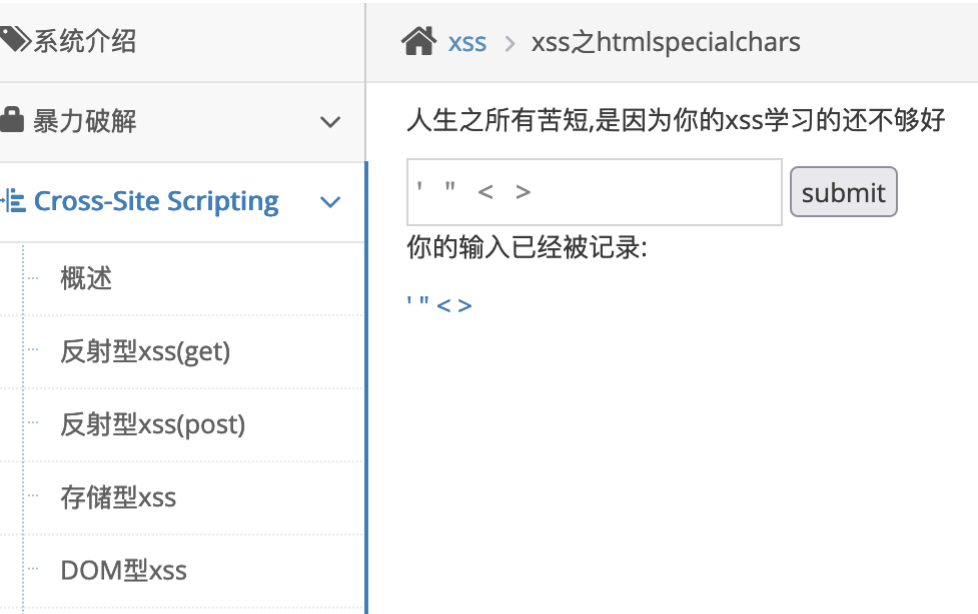 系统介绍
暴力破解
Cross-Site Scripting
概述
反射型xss(get)
反射型xss(post)
存储型xss
DOM型xss
xss > xss之htmlspecialchars
人生之所有苦短,是因为你的xss学习的还不够好
' " < >
submit
你的输入已经被记录:
' " < >